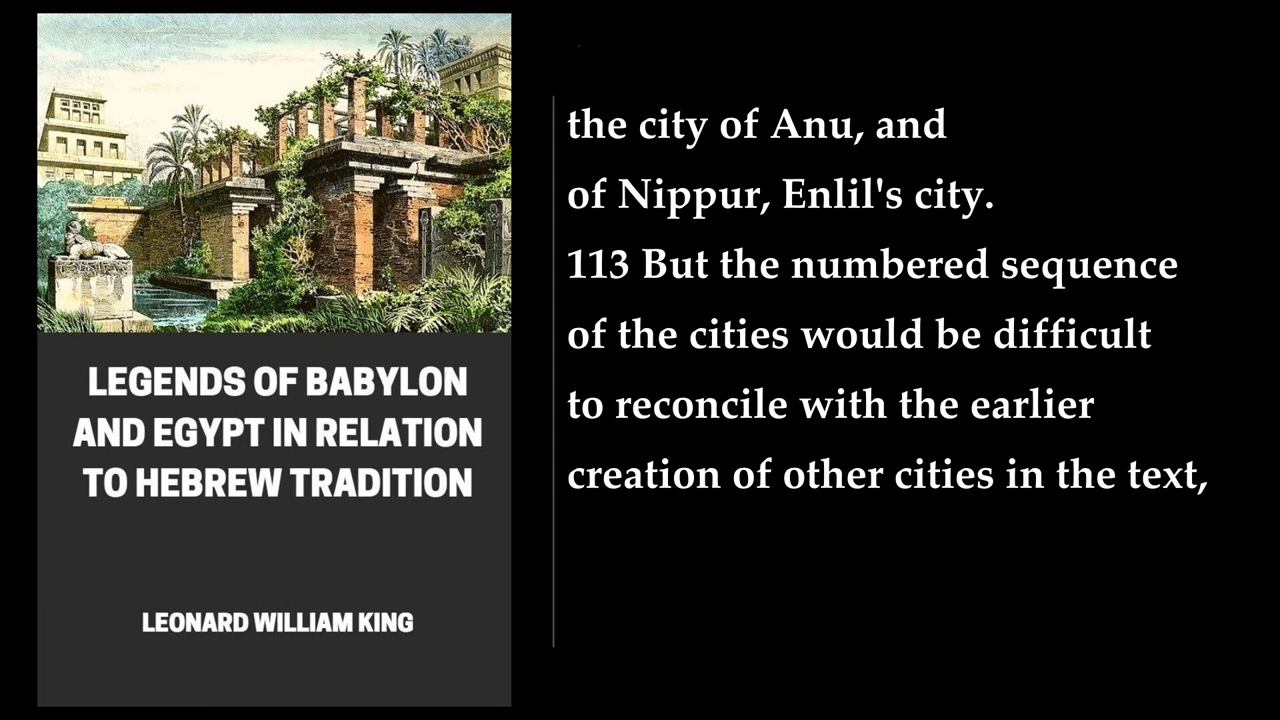 LEGENDS OF BABYLON
AND EGYPT IN RELATION
TO HEBREW TRADITION
LEONARD WILLIAM KING
the city of Anu, and
of Nippur, Enlil's city.
113 But the numbered sequence
of the cities would be difficult
to reconcile with the earlier
creation of other cities in the text,